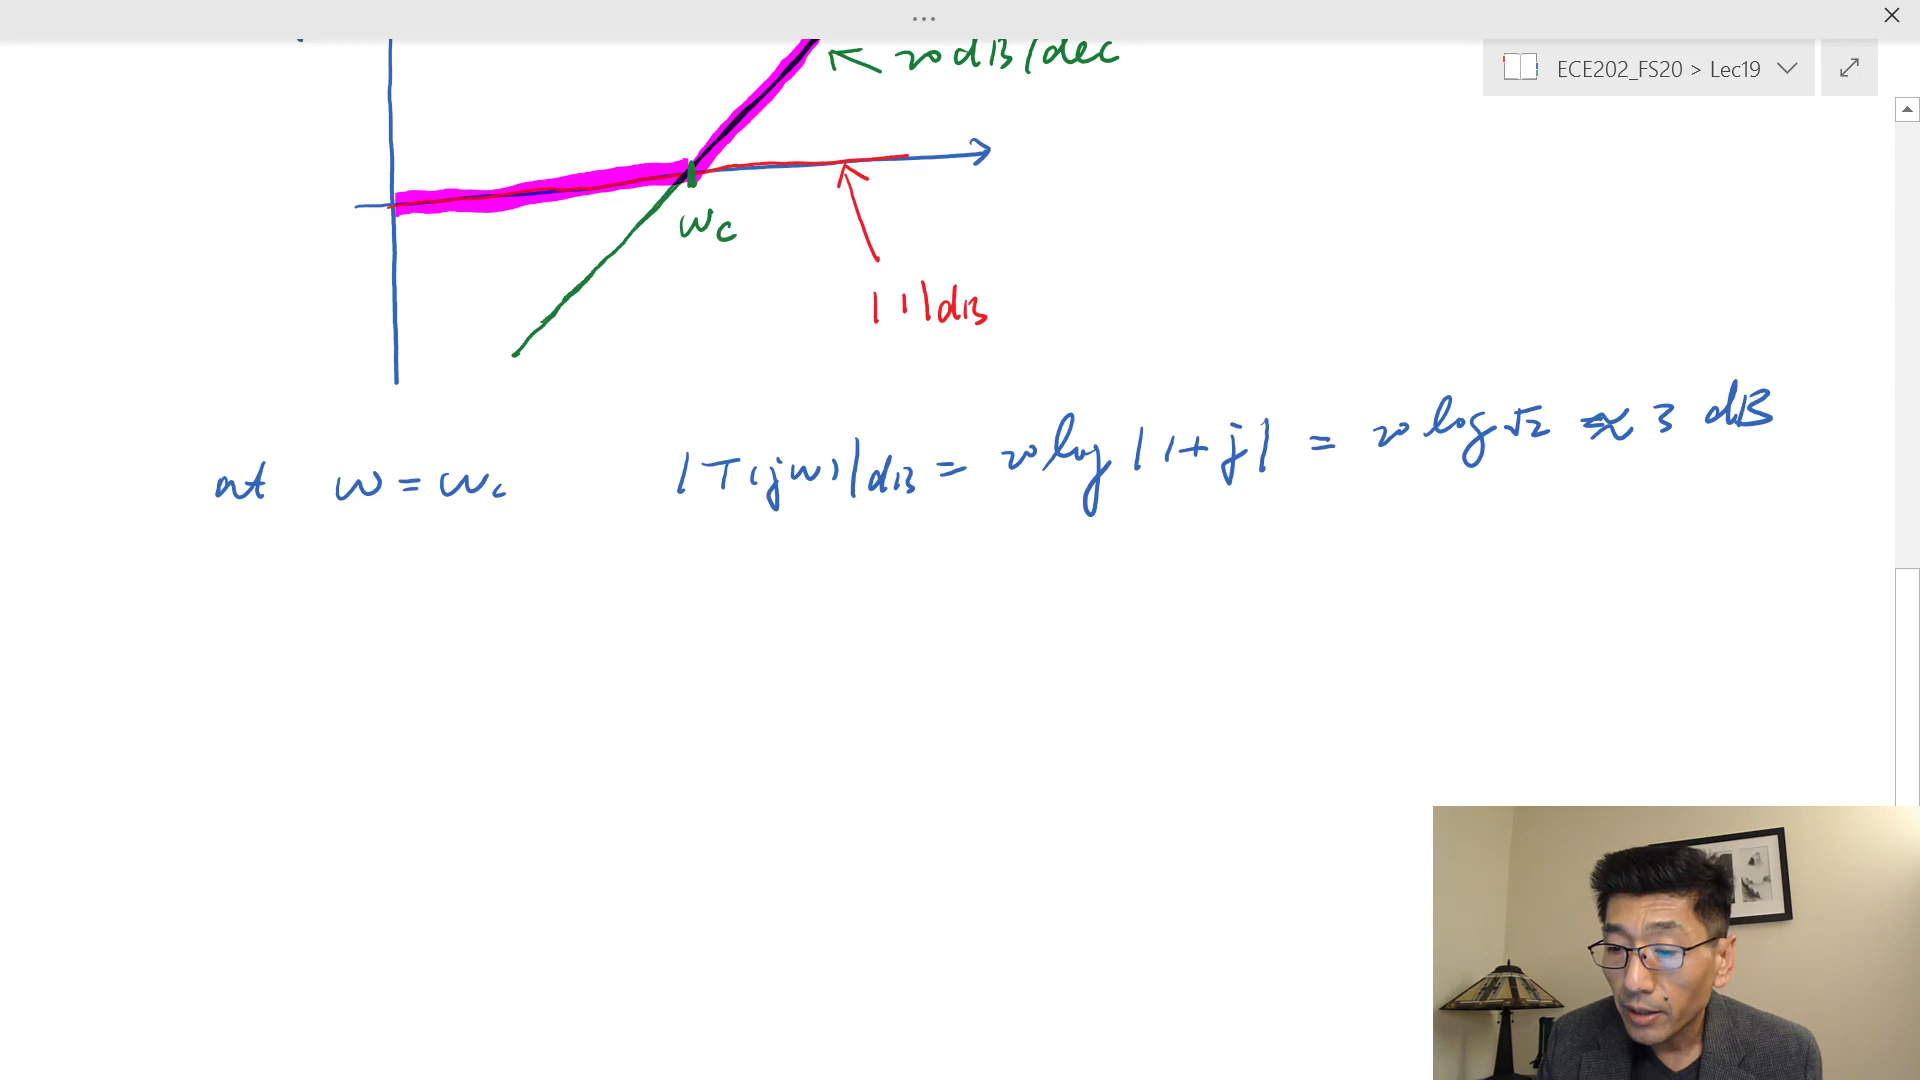 20 dB/dec
ECE202_FS20 > Lec19
ωc
|1|dB
at ω = ωc |T(jω)|dB = 20 log |1+j| = 20 log √2 ≈ 3 dB